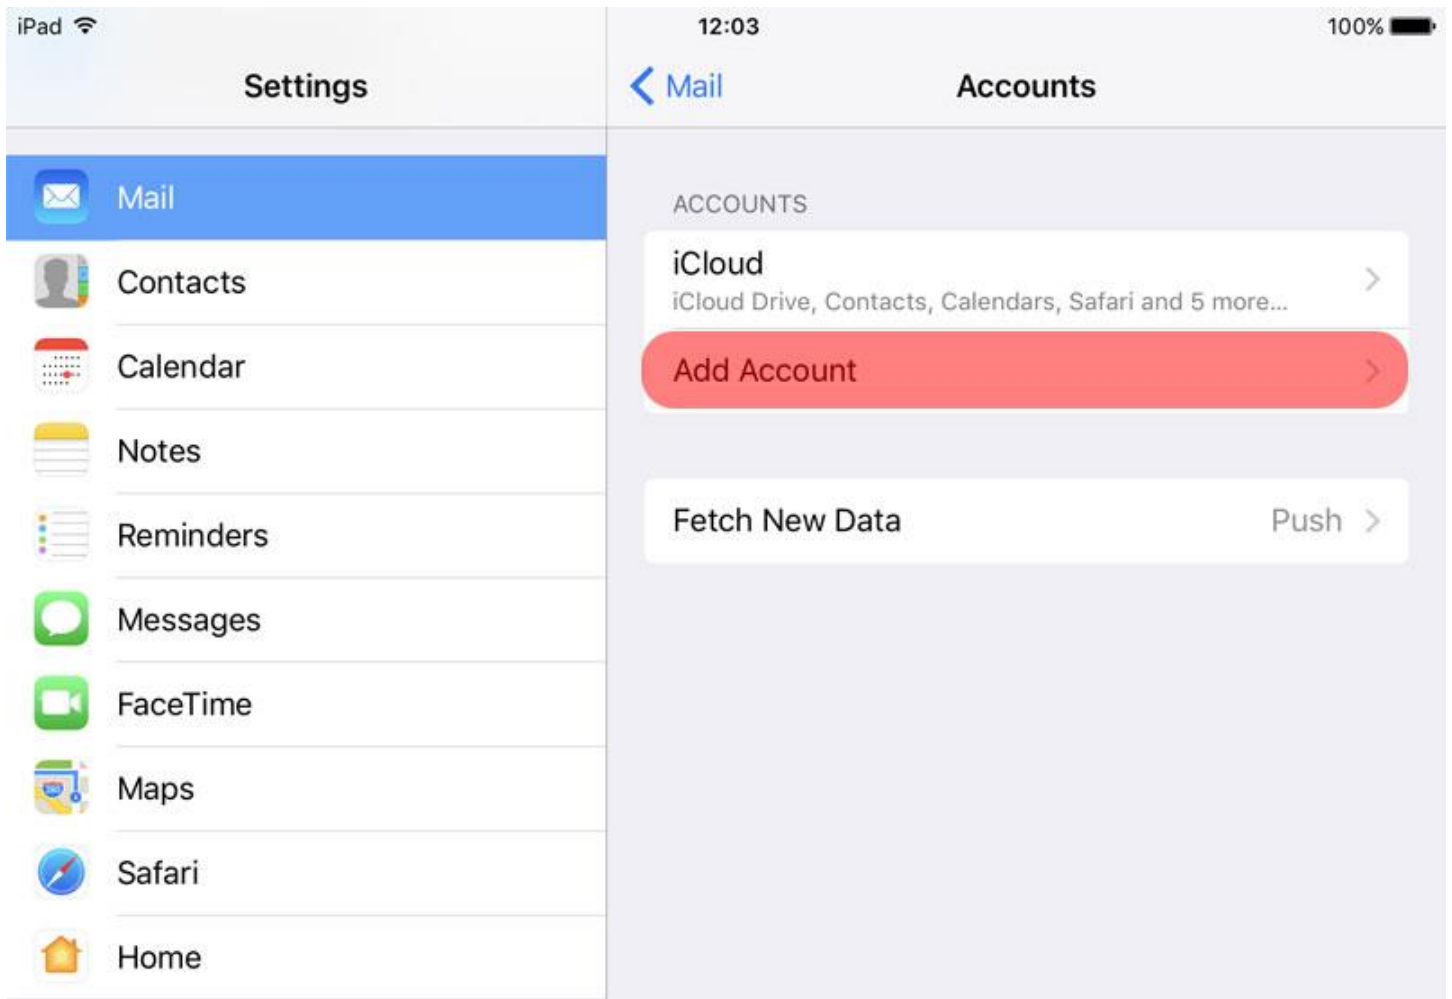 iPad
12:03
100%
Settings
Mail
Accounts
Mail
Contacts
Calendar
Notes
Reminders
Messages
FaceTime
Maps
Safari
Home
ACCOUNTS
iCloud
iCloud Drive, Contacts, Calendars, Safari and 5 more...
Add Account
Fetch New Data
Push